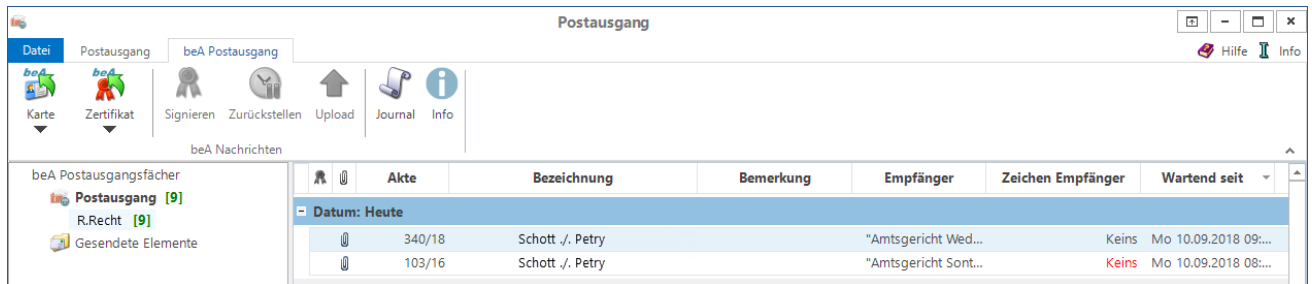 Postausgang
Datei Postausgang beA Postausgang Hilfe Info
beA beA
Karte Zertifikat Signieren Zurückstellen Upload Journal Info
beA Nachrichten
beA Postausgangsfächer
Akte Bezeichnung Bemerkung Empfänger Zeichen Empfänger Wartend seit
Postausgang [9]
Datum: Heute
R.Recht [9]
Gesendete Elemente
340/18 Schott ./. Petry "Amtsgericht Wed... Keins Mo 10.09.2018 09:...
103/16 Schott ./. Petry "Amtsgericht Sont... Keins Mo 10.09.2018 08:...